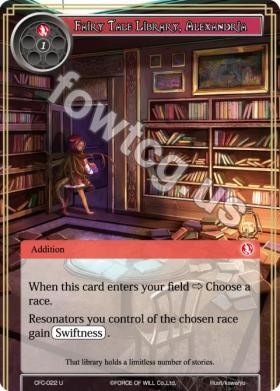 Fairy Tale Library, Alexandria
1
fowtcg.us
Addition
When this card enters your field ⇨ Choose a
race.
Resonators you control of the chosen race
gain Swiftness.
That library holds a limitless number of stories.
CFC-022 U ©FORCE OF WILL Co.,Ltd.